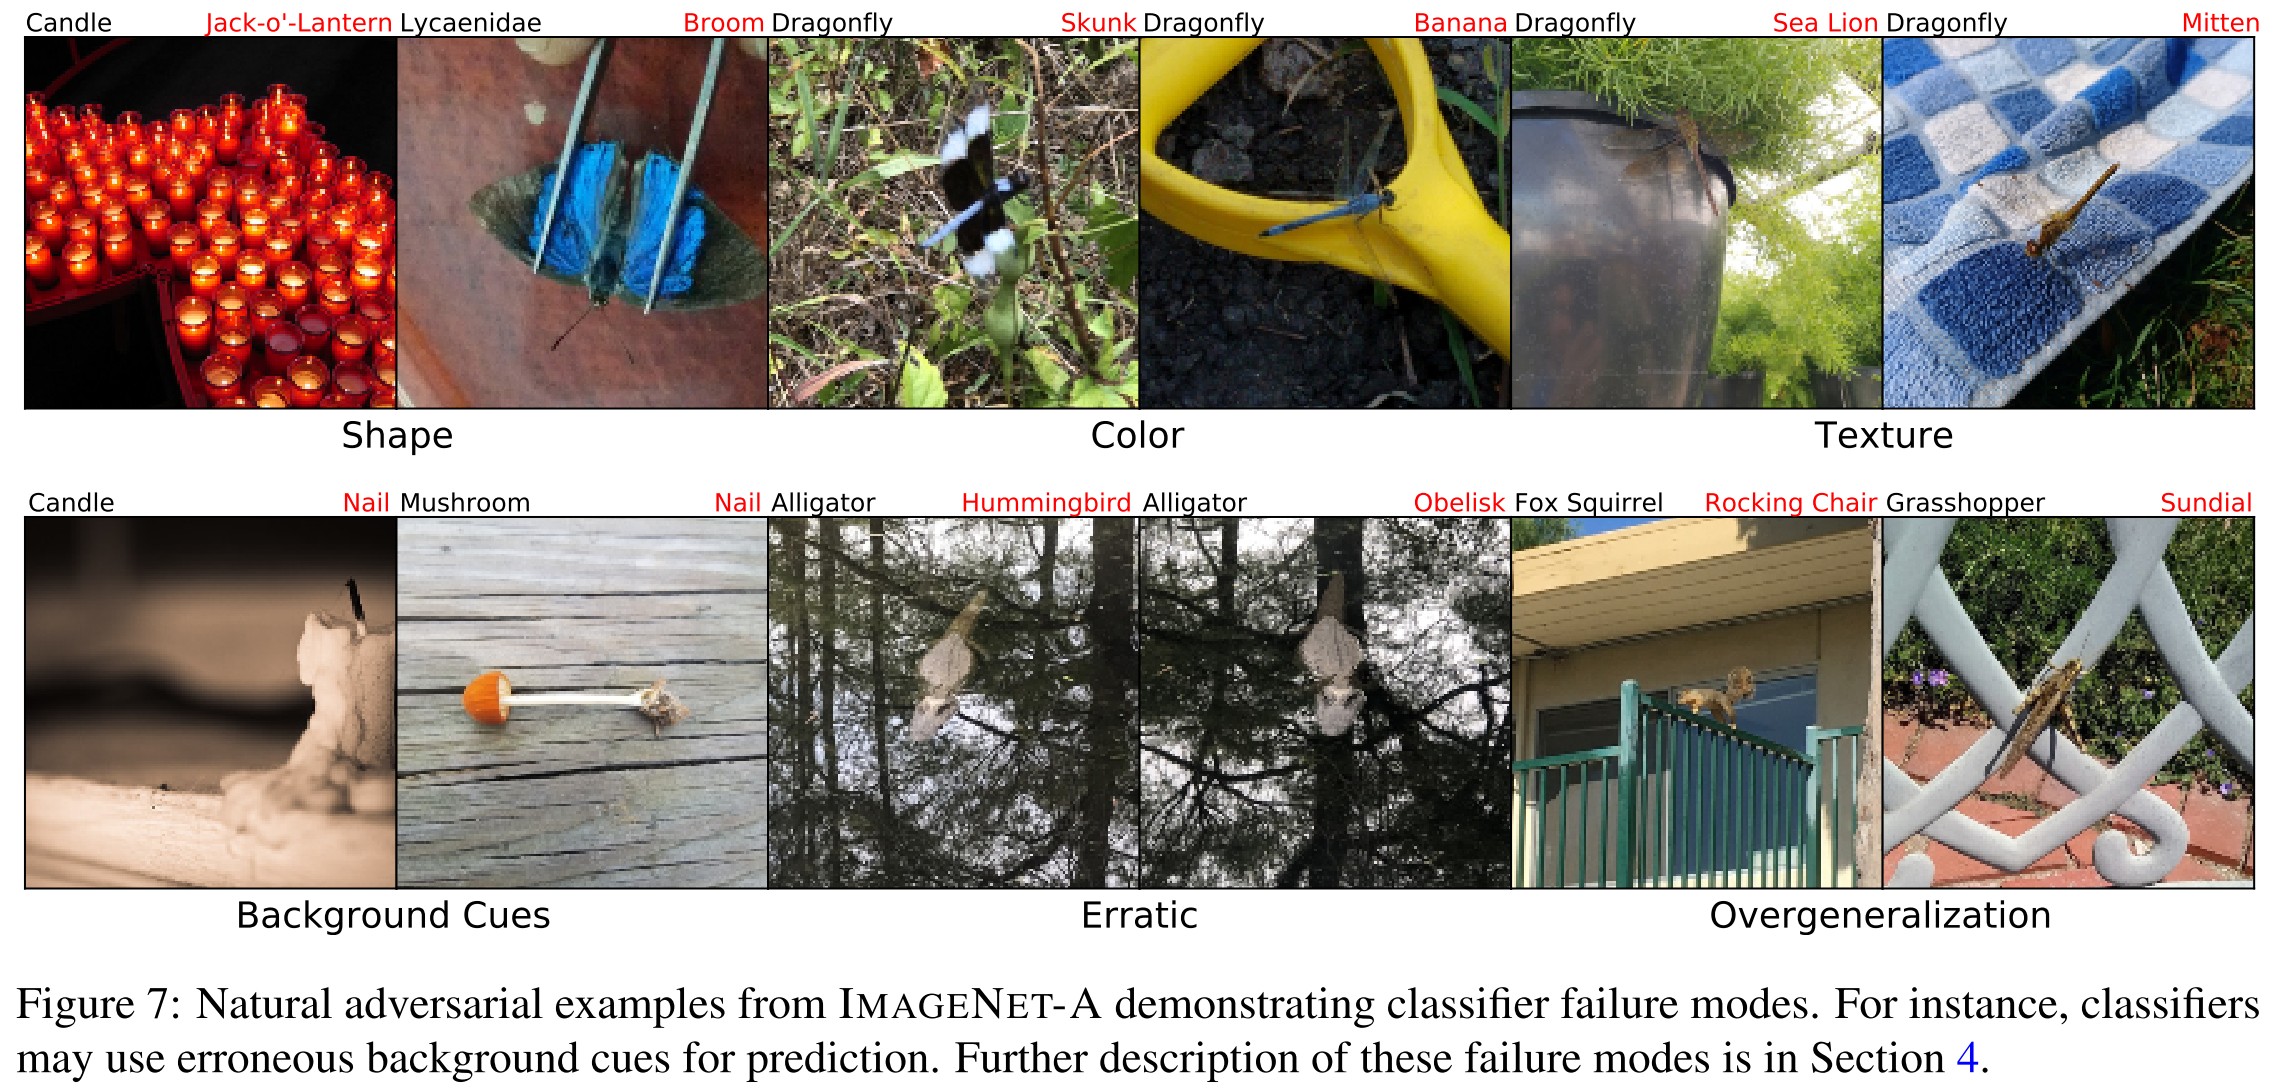 Candle Jack-o'-Lantern Lycaenidae Broom Dragonfly Skunk Dragonfly Banana Dragonfly Sea Lion Dragonfly Mitten
Shape Color Texture
Candle Nail Mushroom Nail Alligator Hummingbird Alligator Obelisk Fox Squirrel Rocking Chair Grasshopper Sundial
Background Cues Erratic Overgeneralization
Figure 7: Natural adversarial examples from IMAGENET-A demonstrating classifier failure modes. For instance, classifiers
may use erroneous background cues for prediction. Further description of these failure modes is in Section 4.